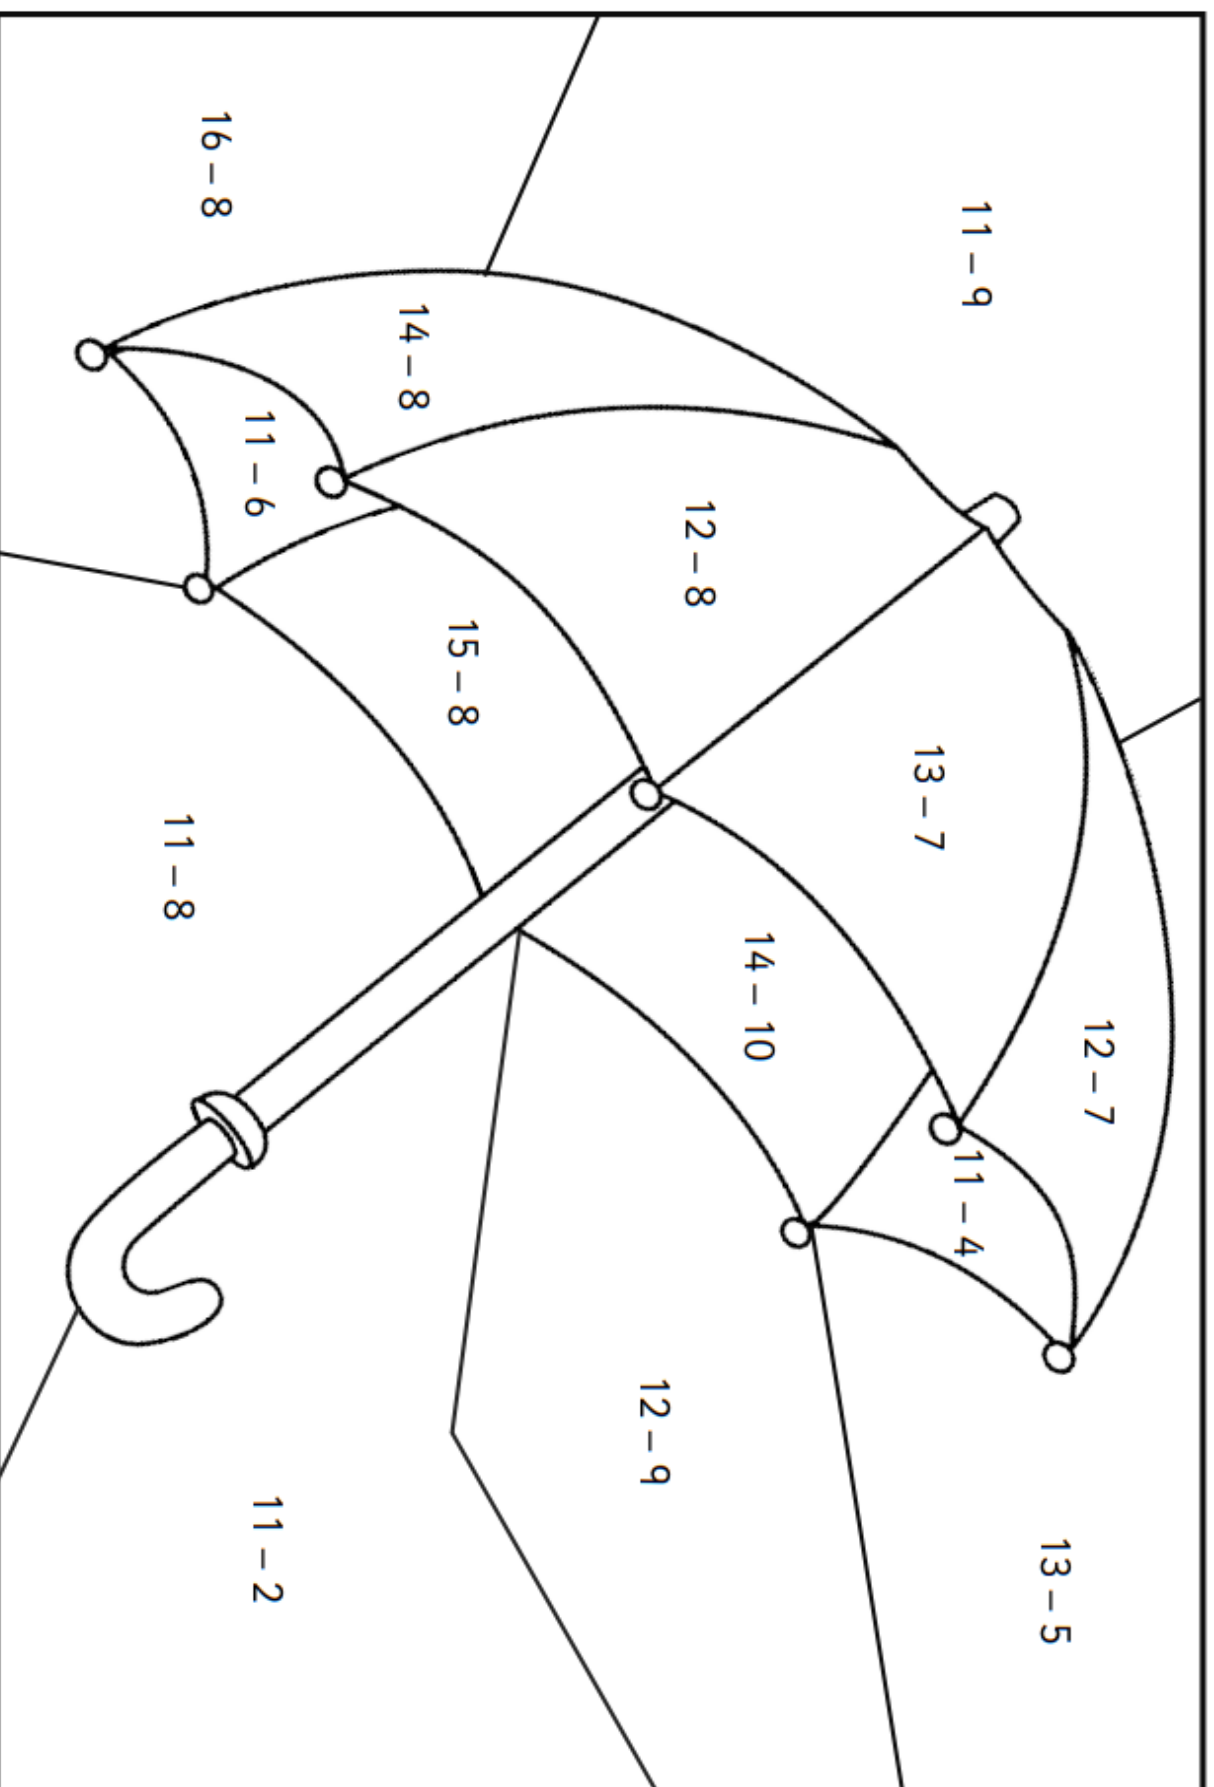 11 – 9
16 – 8
14 – 8
11 – 6
12 – 8
15 – 8
13 – 7
12 – 7
11 – 8
14 – 10
11 – 4
12 – 9
13 – 5
11 – 2